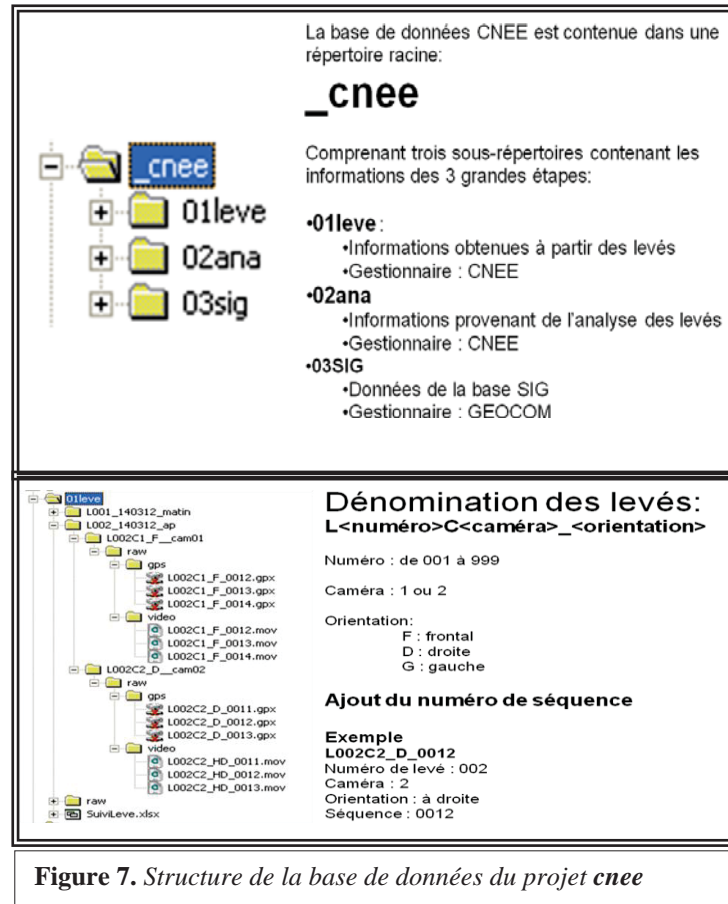 La base de données CNEE est contenue dans une
répertoire racine:
_cnee
Comprenant trois sous-répertoires contenant les
informations des 3 grandes étapes:
•01leve:
•Informations obtenues à partir des levés
•Gestionnaire : CNEE
•02ana
•Informations provenant de l'analyse des levés
•Gestionnaire : CNEE
•03SIG
•Données de la base SIG
•Gestionnaire : GEOCOM
_cnee
01leve
02ana
03sig
01leve
L001_140312_matin
L002_140312_ap
L002C1_F__cam01
raw
gps
L002C1_F_0012.gpx
L002C1_F_0013.gpx
L002C1_F_0014.gpx
video
L002C1_F_0012.mov
L002C1_F_0013.mov
L002C1_F_0014.mov
L002C2_D__cam02
raw
gps
L002C2_D_0011.gpx
L002C2_D_0012.gpx
L002C2_D_0013.gpx
video
L002C2_HD_0011.mov
L002C2_HD_0012.mov
L002C2_HD_0013.mov
raw
SuiviLeve.xlsx
Dénomination des levés:
L<numéro>C<caméra>_<orientation>
Numéro : de 001 à 999
Caméra : 1 ou 2
Orientation:
F : frontal
D : droite
G : gauche
Ajout du numéro de séquence
Exemple
L002C2_D_0012
Numéro de levé : 002
Caméra : 2
Orientation : à droite
Séquence : 0012
Figure 7. Structure de la base de données du projet cnee